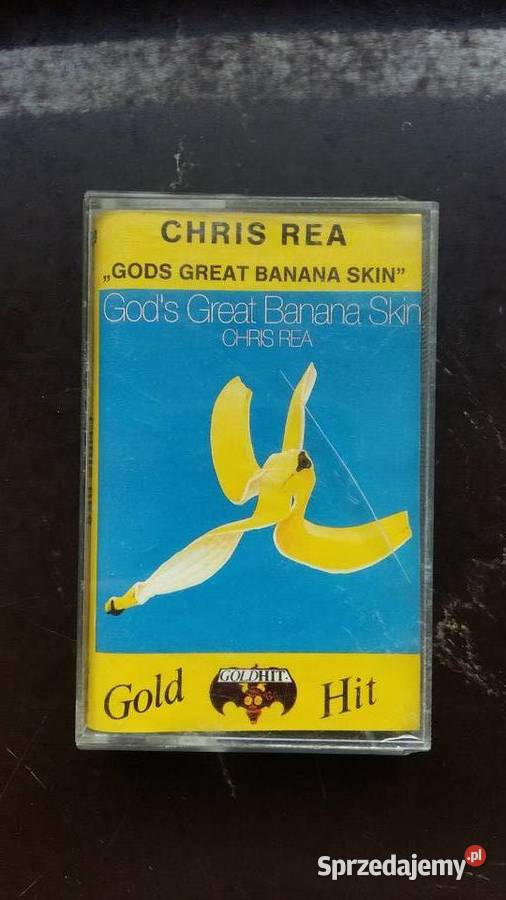 CHRIS REA
„GODS GREAT BANANA SKIN”
God's Great Banana Skin
CHRIS REA
Gold
GOLDHIT.
Hit
Sprzedajemy.pl